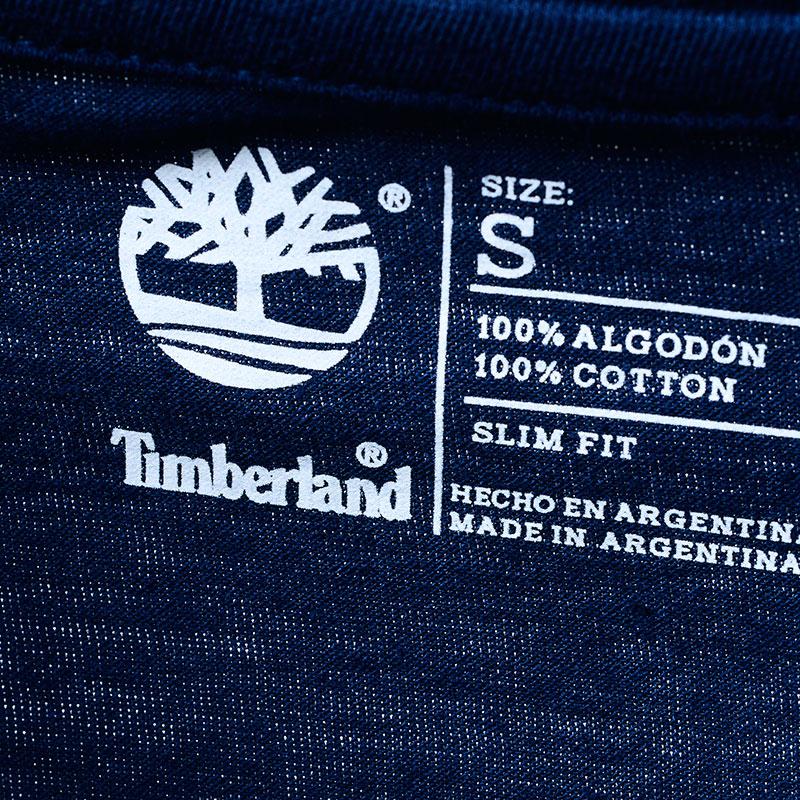 ®
SIZE:
S
100% ALGODÓN
100% COTTON
SLIM FIT
Timberland®
HECHO EN ARGENTINA
MADE IN ARGENTINA